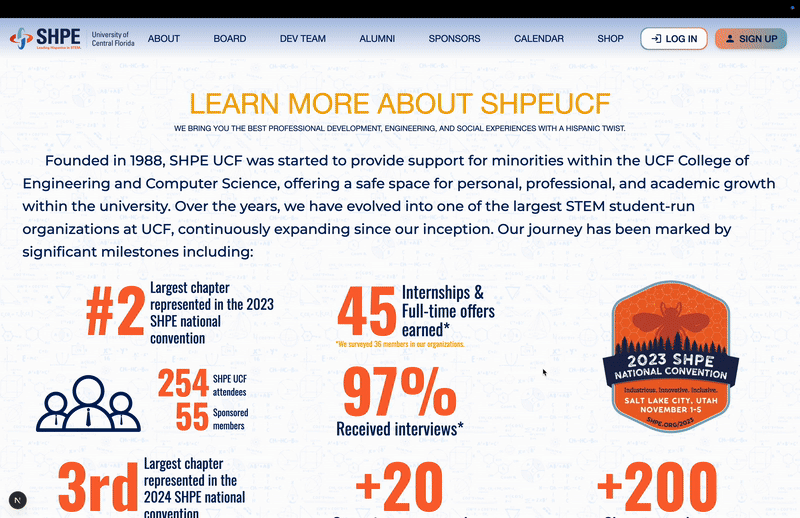 SHPE
Leading Hispanics in STEM
University of
Central Florida
ABOUT
BOARD
DEV TEAM
ALUMNI
SPONSORS
CALENDAR
SHOP
LOG IN
SIGN UP
LEARN MORE ABOUT SHPEUCF
WE BRING YOU THE BEST PROFESSIONAL DEVELOPMENT, ENGINEERING, AND SOCIAL EXPERIENCES WITH A HISPANIC TWIST.
Founded in 1988, SHPE UCF was started to provide support for minorities within the UCF College of
Engineering and Computer Science, offering a safe space for personal, professional, and academic growth
within the university. Over the years, we have evolved into one of the largest STEM student-run
organizations at UCF, continuously expanding since our inception. Our journey has been marked by
significant milestones including:
#2
Largest chapter
represented in the 2023
SHPE national
convention
45
Internships &
Full-time offers
earned*
*We surveyed 36 members in our organizations.
254
SHPE UCF
attendees
55
Sponsored
members
97%
Received interviews*
2023 SHPE
NATIONAL CONVENTION
Industrious. Innovative. Inclusive.
SALT LAKE CITY, UTAH
NOVEMBER 1-5
SHPE.ORG/2023
3rd
Largest chapter
represented in the
2024 SHPE national
convention
+20
+200
N